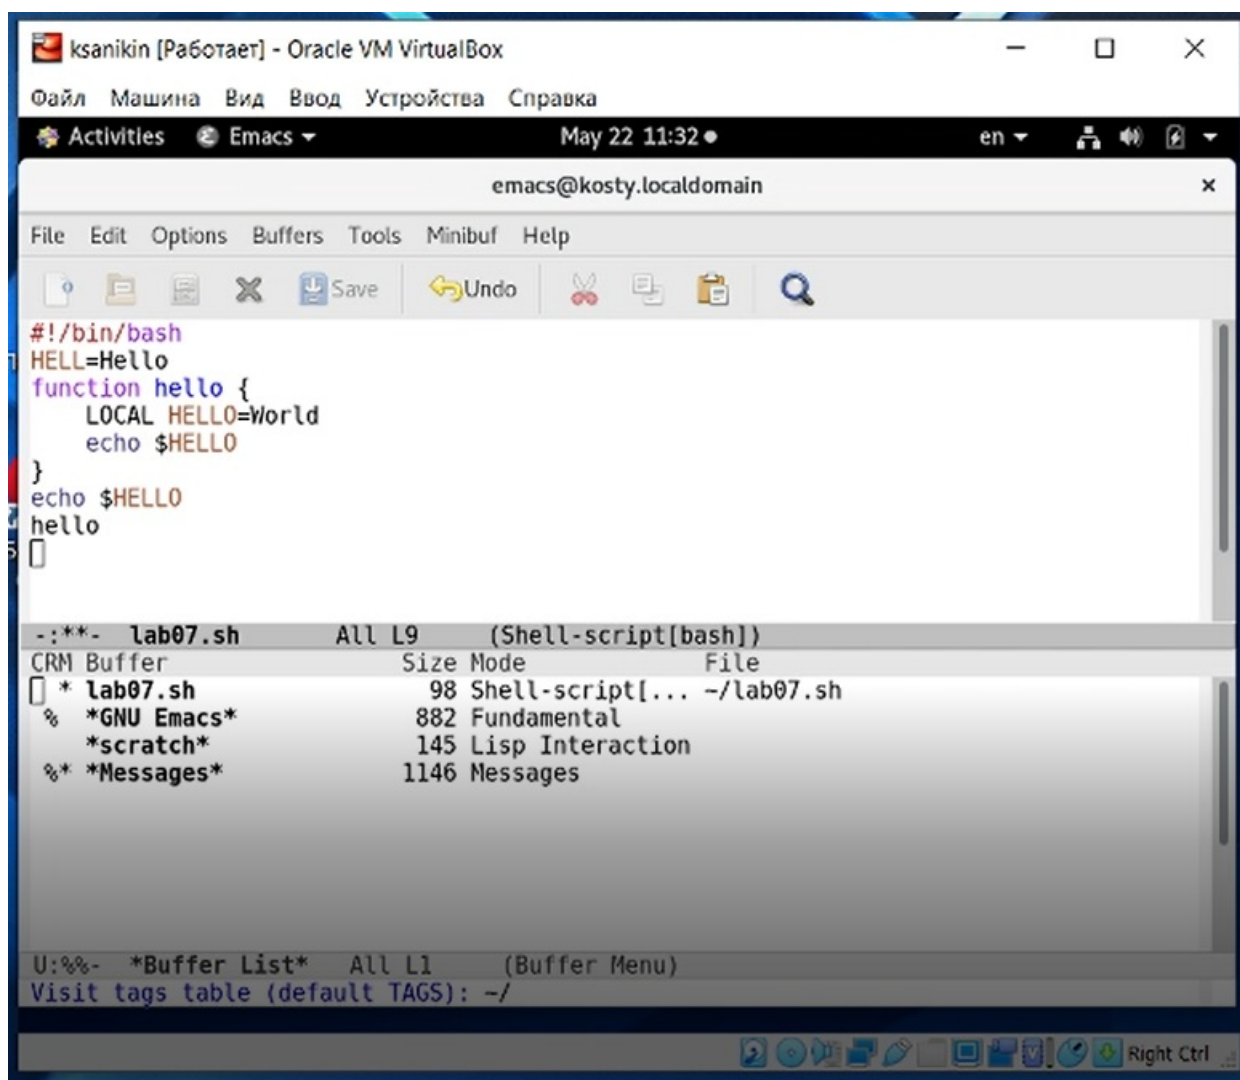 ksanikin [Работает] - Oracle VM VirtualBox
Файл Машина Вид Ввод Устройства Справка
Activities Emacs May 22 11:32 en
emacs@kosty.localdomain
File Edit Options Buffers Tools Minibuf Help
Save Undo
#!/bin/bash
HELL=Hello
function hello {
    LOCAL HELLO=World
    echo $HELLO
}
echo $HELLO
hello
-:**- lab07.sh All L9 (Shell-script[bash])
CRM Buffer Size Mode File
* lab07.sh 98 Shell-script[... ~/lab07.sh
% *GNU Emacs* 882 Fundamental
*scratch* 145 Lisp Interaction
%* *Messages* 1146 Messages
U:%%- *Buffer List* All L1 (Buffer Menu)
Visit tags table (default TAGS): ~/
Right Ctrl